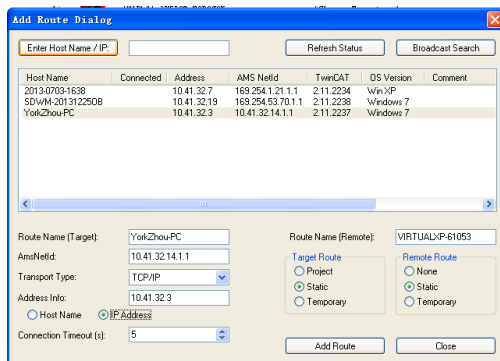 Add Route Dialog
Enter Host Name / IP: Refresh Status Broadcast Search
Host Name Connected Address AMS NetId TwinCAT OS Version Comment
2013-0703-1638 10.41.32.7 169.254.1.21.1.1 2.11.2234 Win XP
SDWM-20131225OB 10.41.32.19 169.254.53.70.1.1 2.11.2238 Windows 7
YorkZhou-PC 10.41.32.3 10.41.32.14.1.1 2.11.2237 Windows 7
Route Name (Target): YorkZhou-PC Route Name (Remote): VIRTUALXP-61053
AmsNetId: 10.41.32.14.1.1 Target Route Remote Route
Transport Type: TCP/IP Project None
Address Info: 10.41.32.3 Static Static
Host Name IP Address Temporary Temporary
Connection Timeout (s): 5 Add Route Close